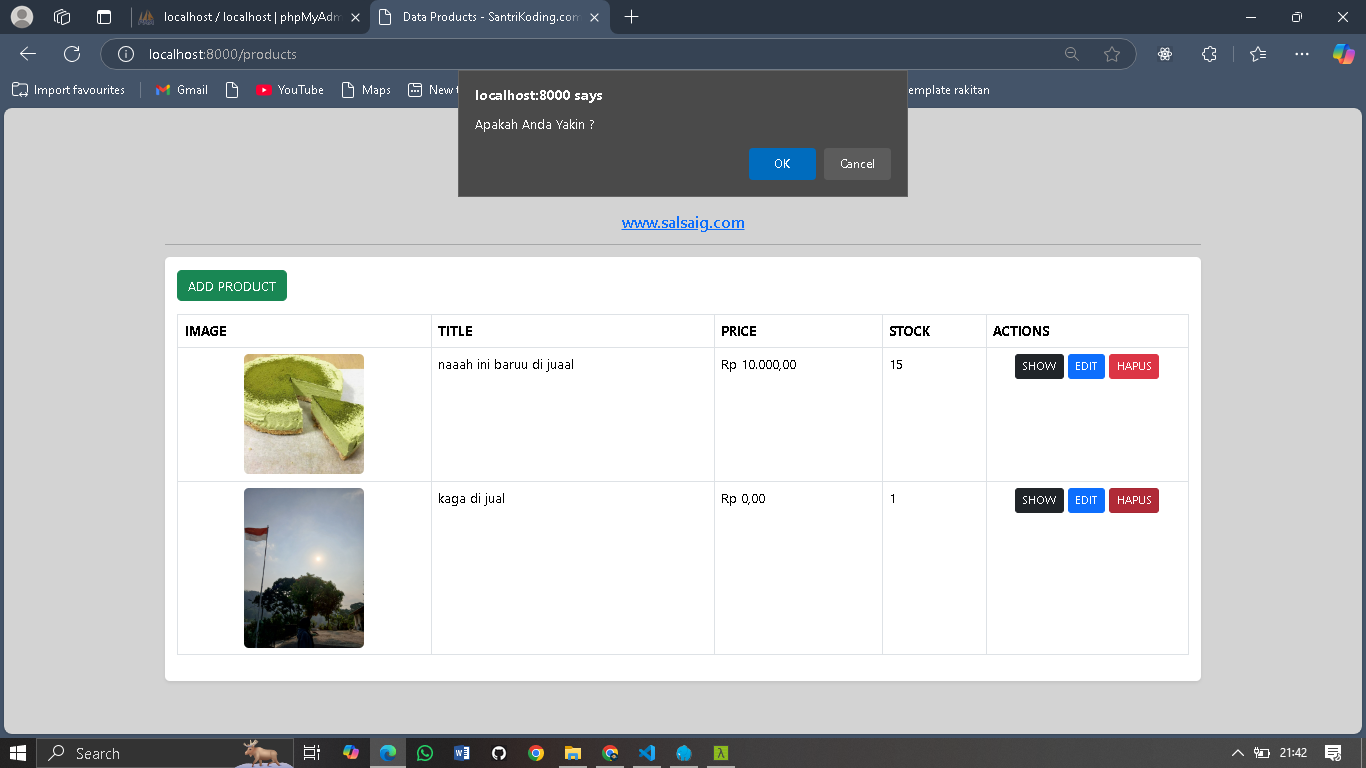 localhost / localhost | phpMyAdm
Data Products - SantriKoding.com
localhost:8000/products
Import favourites
Gmail
YouTube
Maps
New t
emplate rakitan
localhost:8000 says
Apakah Anda Yakin ?
OK
Cancel
www.salsaig.com
ADD PRODUCT
IMAGE TITLE PRICE STOCK ACTIONS
naaah ini baruu di juaal Rp 10.000,00 15 SHOW EDIT HAPUS
kaga di jual Rp 0,00 1 SHOW EDIT HAPUS
Search
21:42